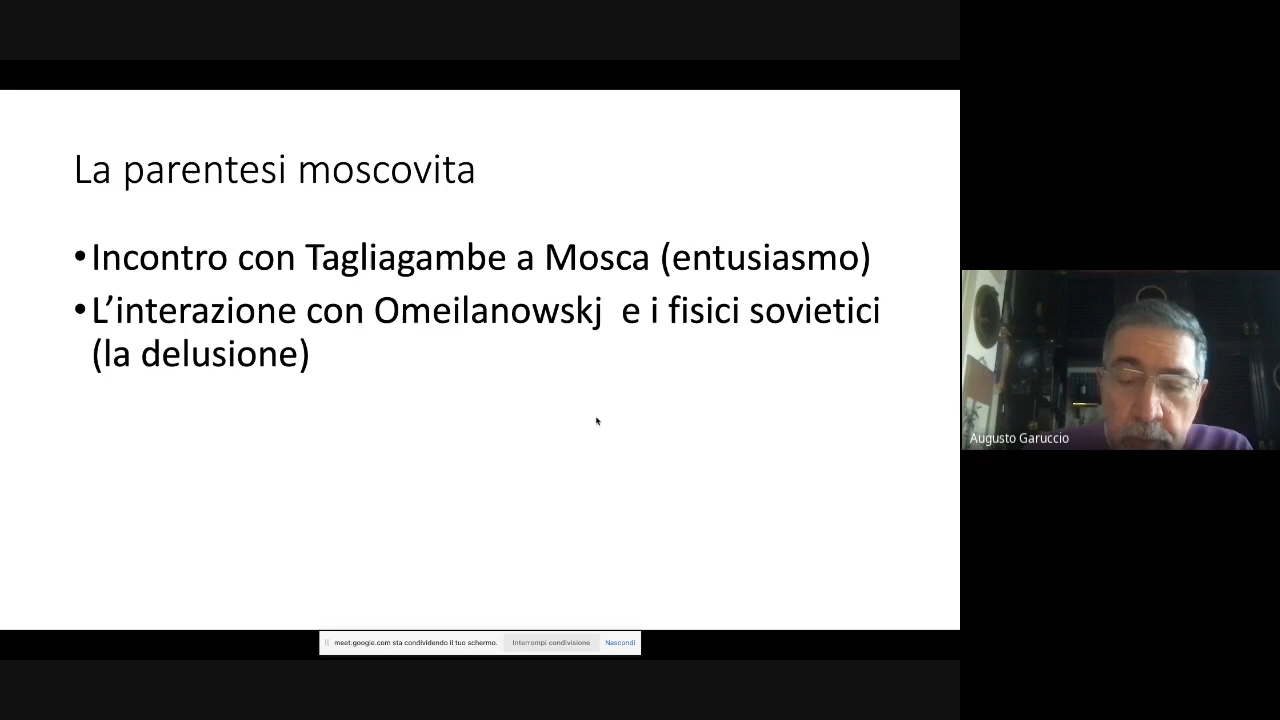 La parentesi moscovita
•Incontro con Tagliagambe a Mosca (entusiasmo)
•L’interazione con Omeilanowskj e i fisici sovietici
(la delusione)
Augusto Garuccio
meet.google.com sta condividendo il tuo schermo. Interrompi condivisione Nascondi